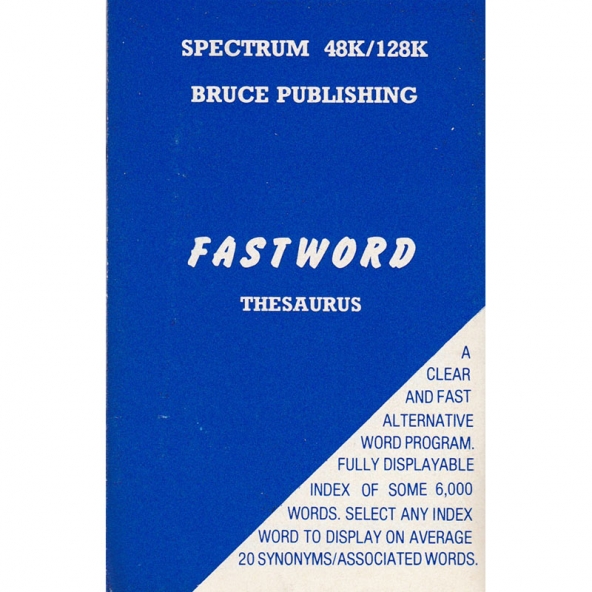 SPECTRUM 48K/128K
BRUCE PUBLISHING
FASTWORD
THESAURUS
A
CLEAR
AND FAST
ALTERNATIVE
WORD PROGRAM.
FULLY DISPLAYABLE
INDEX OF SOME 6,000
WORDS. SELECT ANY INDEX
WORD TO DISPLAY ON AVERAGE
20 SYNONYMS/ASSOCIATED WORDS.